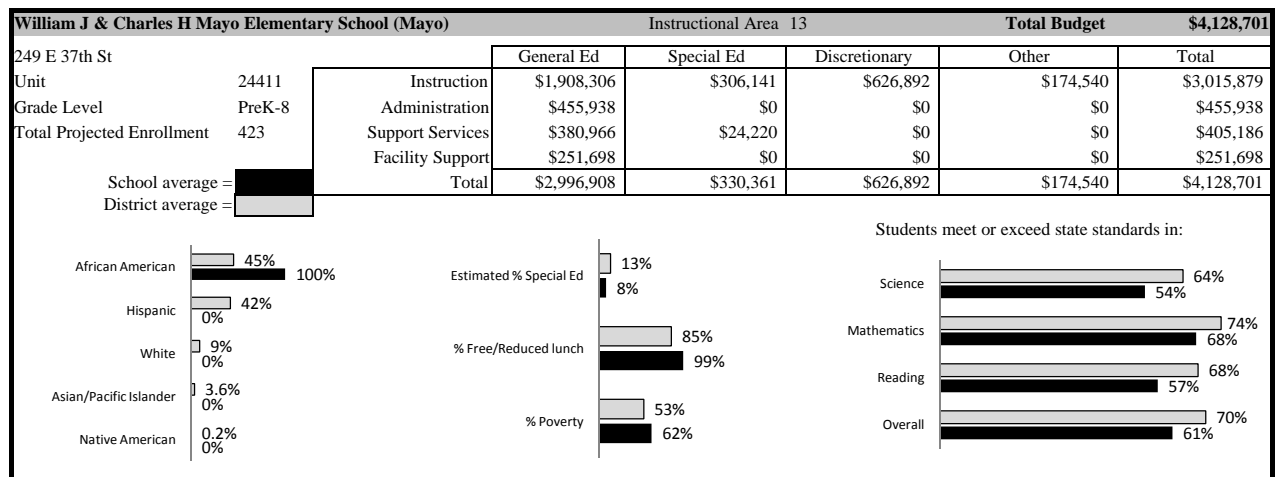 William J & Charles H Mayo Elementary School (Mayo) Instructional Area 13 Total Budget $4,128,701
249 E 37th St General Ed Special Ed Discretionary Other Total
Unit 24411 Instruction $1,908,306 $306,141 $626,892 $174,540 $3,015,879
Grade Level PreK-8 Administration $455,938 $0 $0 $0 $455,938
Total Projected Enrollment 423 Support Services $380,966 $24,220 $0 $0 $405,186
Facility Support $251,698 $0 $0 $0 $251,698
School average = Total $2,996,908 $330,361 $626,892 $174,540 $4,128,701
District average =
African American 45%
100%
Hispanic 42%
0%
White 9%
0%
Asian/Pacific Islander 3.6%
0%
Native American 0.2%
0%
Estimated % Special Ed 13%
8%
% Free/Reduced lunch 85%
99%
% Poverty 53%
62%
Students meet or exceed state standards in:
Science 64%
54%
Mathematics 74%
68%
Reading 68%
57%
Overall 70%
61%